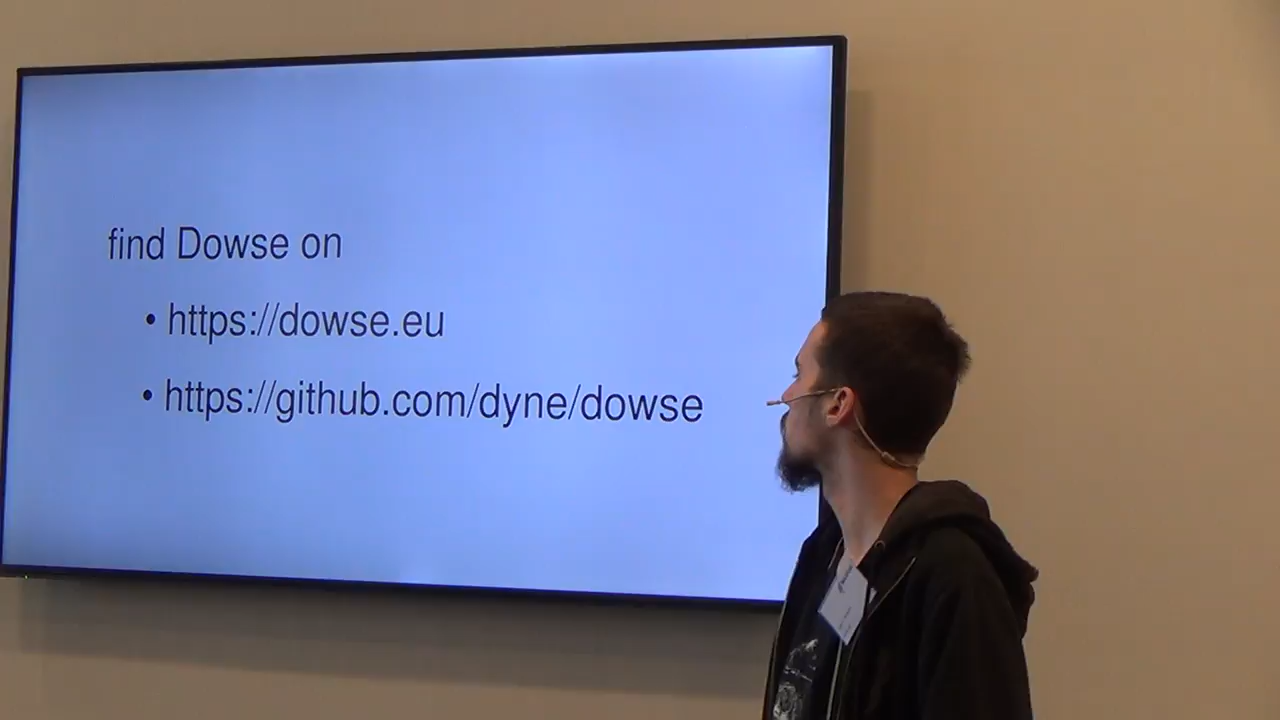 find Dowse on
• https://dowse.eu
• https://github.com/dyne/dowse